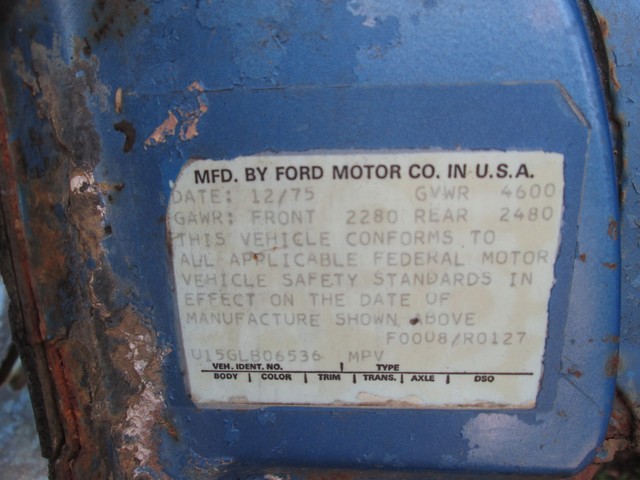 MFD. BY FORD MOTOR CO. IN U.S.A.
DATE: 12/75 GVWR 4600
GAWR: FRONT 2280 REAR 2480
THIS VEHICLE CONFORMS TO
ALL APPLICABLE FEDERAL MOTOR
VEHICLE SAFETY STANDARDS IN
EFFECT ON THE DATE OF
MANUFACTURE SHOWN ABOVE
F0008/R0127
U15GLB06536 MPV
VEH. IDENT. NO. TYPE
BODY COLOR TRIM TRANS. AXLE DSO